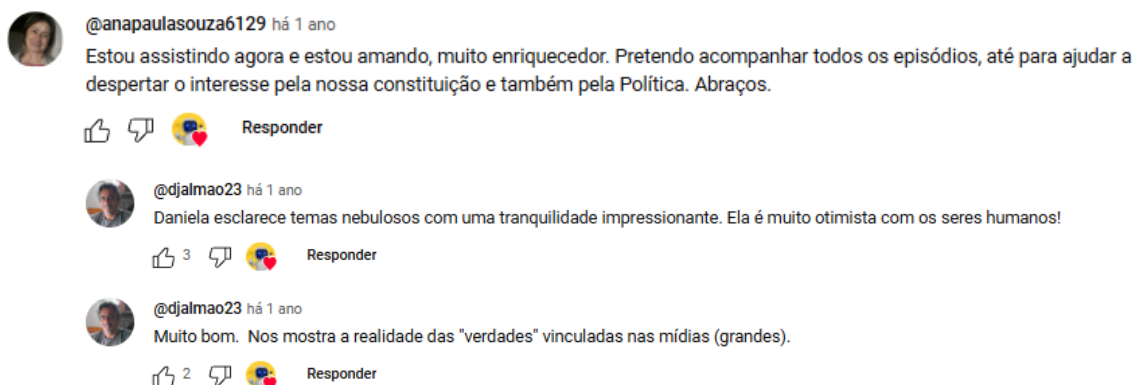 @anapaulasouza6129 há 1 ano
Estou assistindo agora e estou amando, muito enriquecedor. Pretendo acompanhar todos os episódios, até para ajudar a
despertar o interesse pela nossa constituição e também pela Política. Abraços.
Responder
@djalmao23 há 1 ano
Daniela esclarece temas nebulosos com uma tranquilidade impressionante. Ela é muito otimista com os seres humanos!
3 Responder
@djalmao23 há 1 ano
Muito bom. Nos mostra a realidade das "verdades" vinculadas nas mídias (grandes).
2 Responder